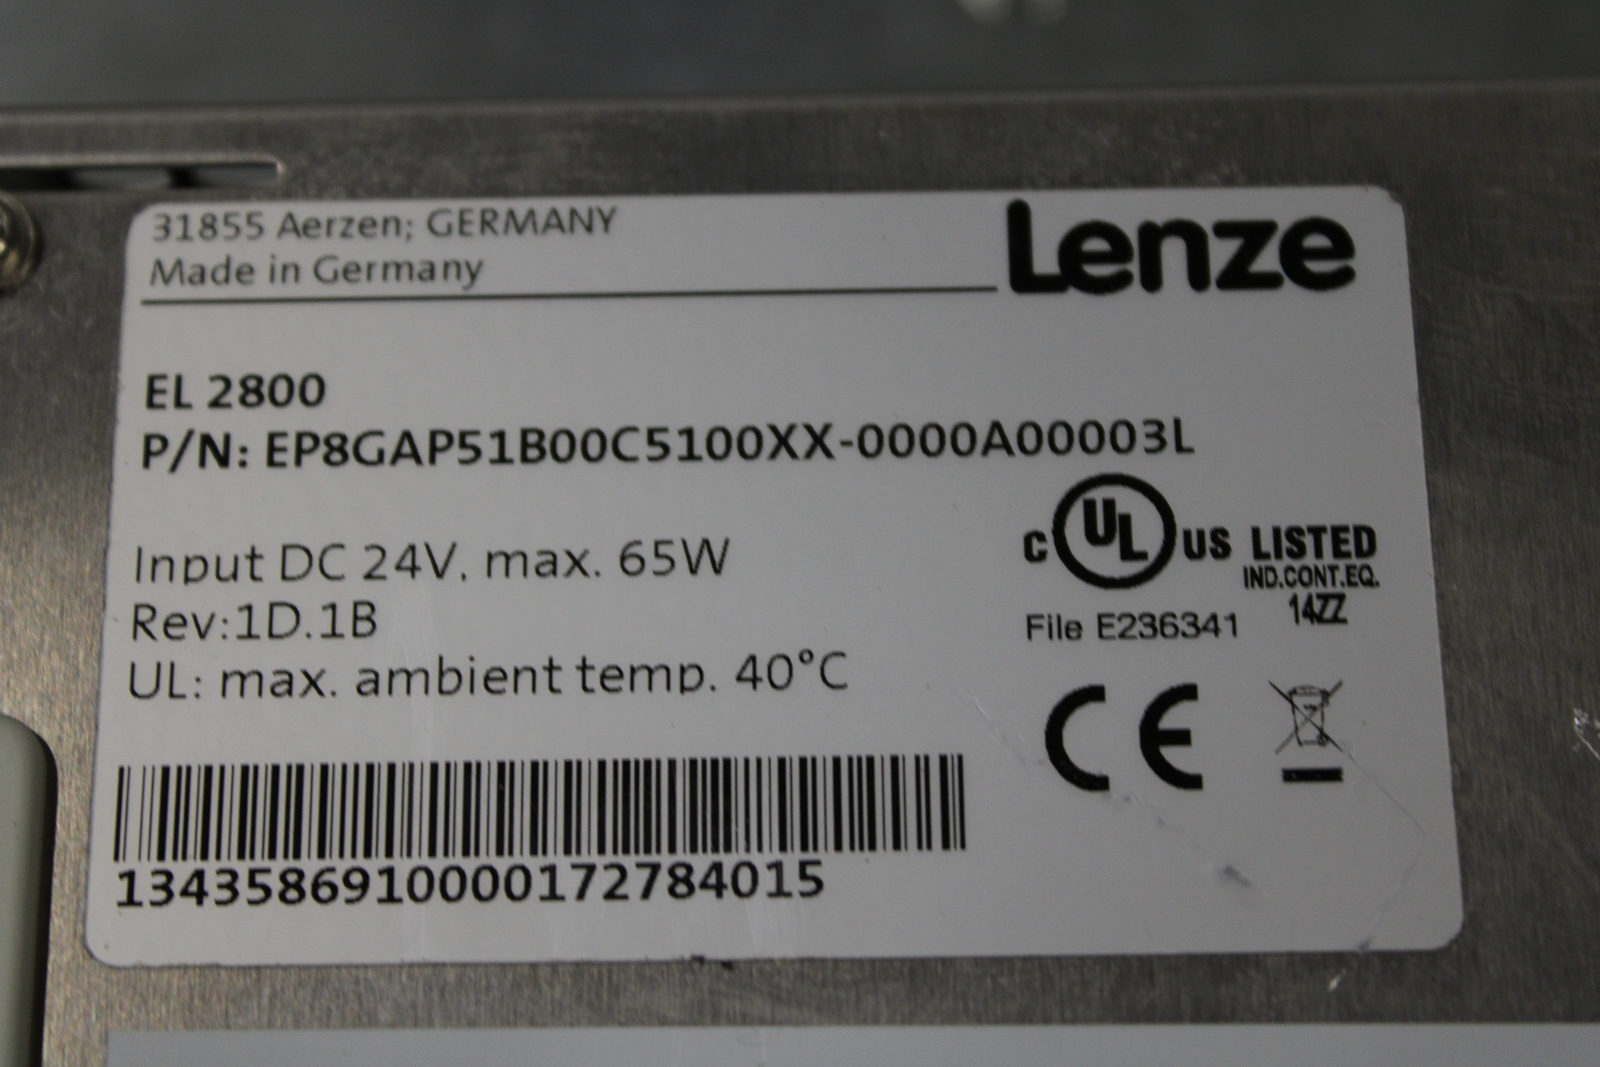 31855 Aerzen; GERMANY
Made in Germany
Lenze
EL 2800
P/N: EP8GAP51B00C5100XX-0000A00003L
Input DC 24V, max. 65W
Rev:1D.1B
UL: max. ambient temp. 40°C
C UL US LISTED
IND.CONT.EQ.
14ZZ
File E236341
CE
1343586910000172784015